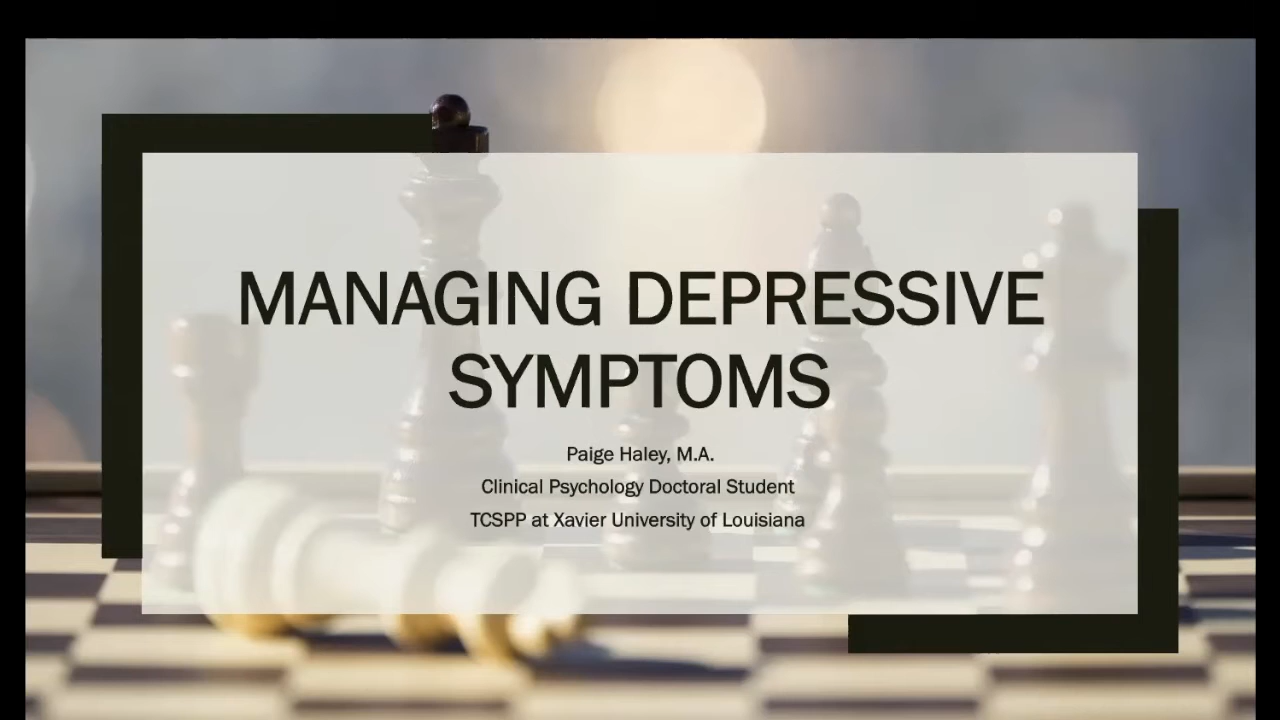 MANAGING DEPRESSIVE
SYMPTOMS
Paige Haley, M.A.
Clinical Psychology Doctoral Student
TCSPP at Xavier University of Louisiana